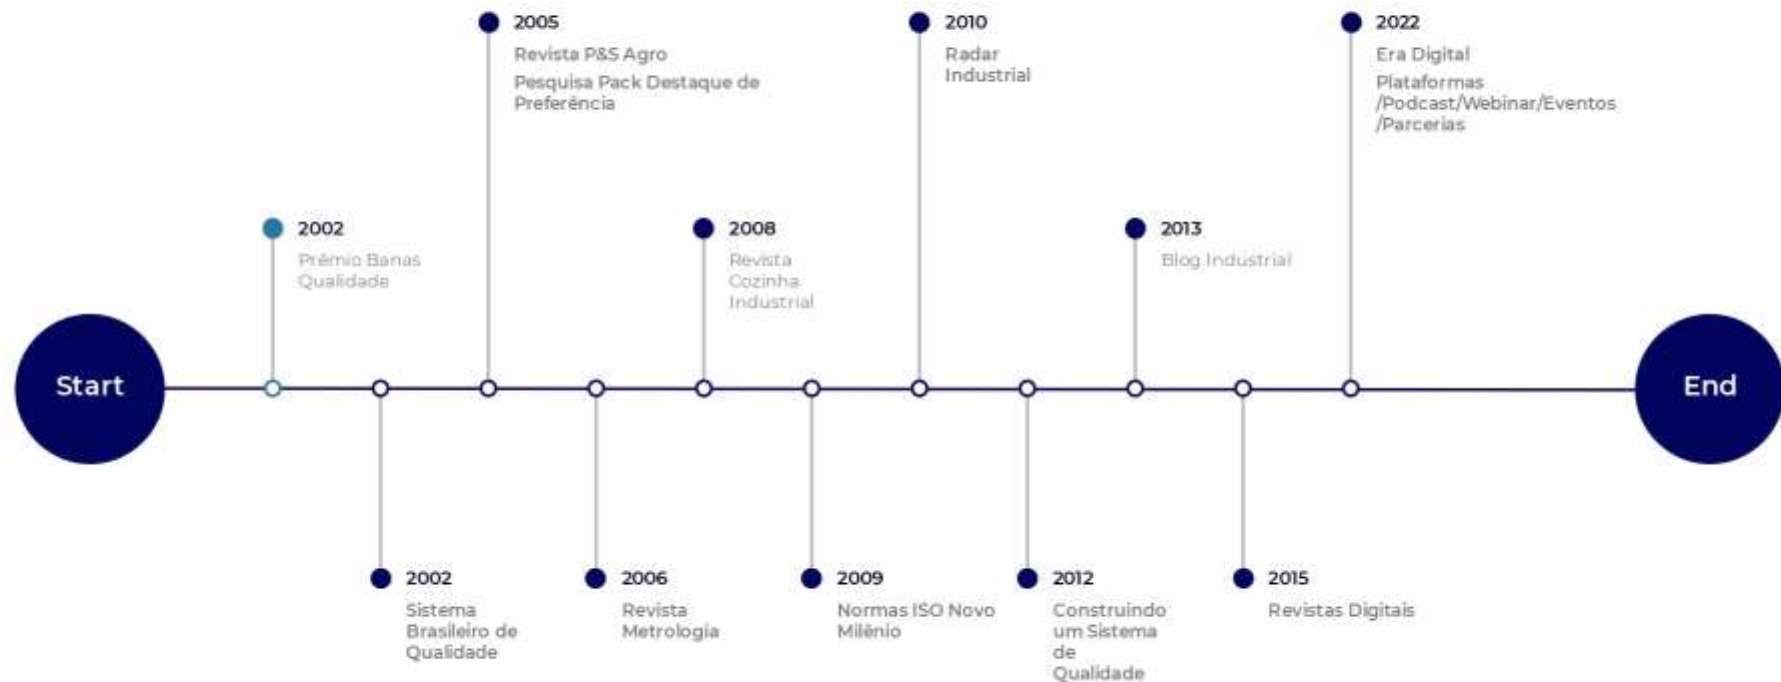 2005
Revista P&S Agro
Pesquisa Pack Destaque de
Preferência
2010
Radar
Industrial
2022
Era Digital
Plataformas
/Podcast/Webinar/Eventos
/Parcerias
2002
Prêmio Banas
Qualidade
2008
Revista
Cozinha
Industrial
2013
Blog Industrial
Start
End
2002
Sistema
Brasileiro de
Qualidade
2006
Revista
Metrologia
2009
Normas ISO Novo
Milênio
2012
Construindo
um Sistema
de
Qualidade
2015
Revistas Digitais